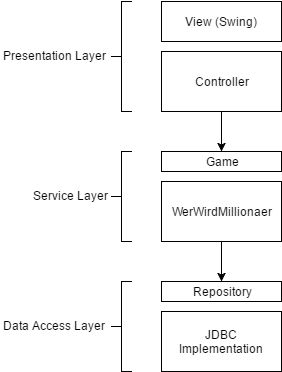 View (Swing)
Presentation Layer
Controller
Game
Service Layer
WerWirdMillionaer
Repository
Data Access Layer
JDBC
Implementation